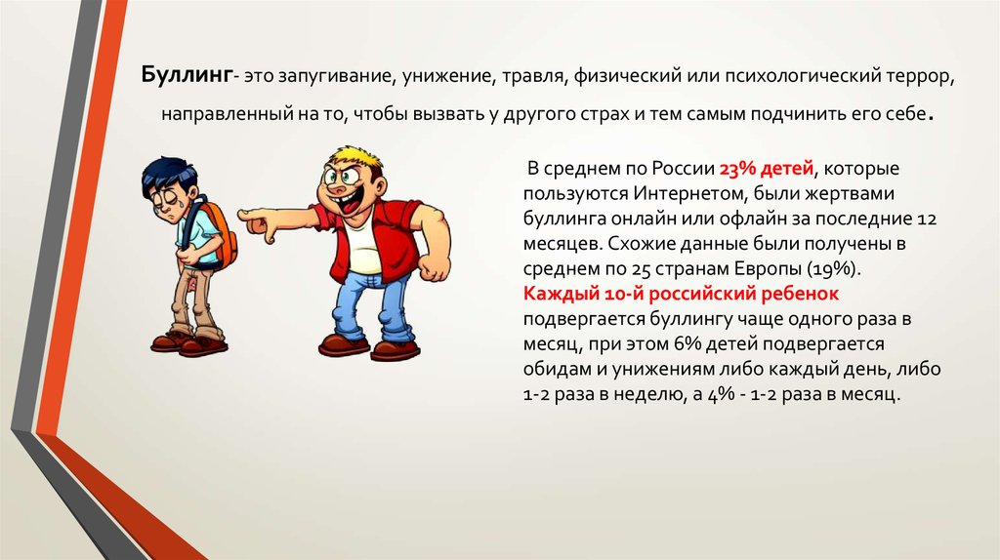 Буллинг- это запугивание, унижение, травля, физический или психологический террор,
направленный на то, чтобы вызвать у другого страх и тем самым подчинить его себе.
В среднем по России 23% детей, которые
пользуются Интернетом, были жертвами
буллинга онлайн или офлайн за последние 12
месяцев. Схожие данные были получены в
среднем по 25 странам Европы (19%).
Каждый 10-й российский ребенок
подвергается буллингу чаще одного раза в
месяц, при этом 6% детей подвергается
обидам и унижениям либо каждый день, либо
1-2 раза в неделю, а 4% - 1-2 раза в месяц.